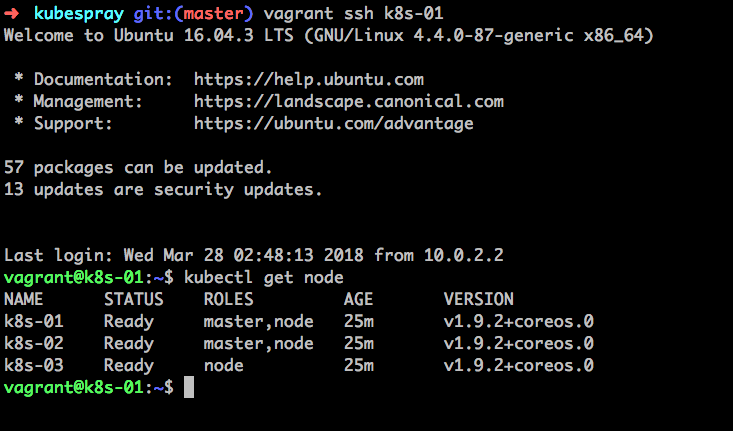 ➜  kubespray git:(master) vagrant ssh k8s-01
Welcome to Ubuntu 16.04.3 LTS (GNU/Linux 4.4.0-87-generic x86_64)
 * Documentation:  https://help.ubuntu.com
 * Management:     https://landscape.canonical.com
 * Support:        https://ubuntu.com/advantage
57 packages can be updated.
13 updates are security updates.
Last login: Wed Mar 28 02:48:13 2018 from 10.0.2.2
vagrant@k8s-01:~$ kubectl get node
NAME      STATUS    ROLES         AGE       VERSION
k8s-01    Ready     master,node   25m       v1.9.2+coreos.0
k8s-02    Ready     master,node   25m       v1.9.2+coreos.0
k8s-03    Ready     node          25m       v1.9.2+coreos.0
vagrant@k8s-01:~$